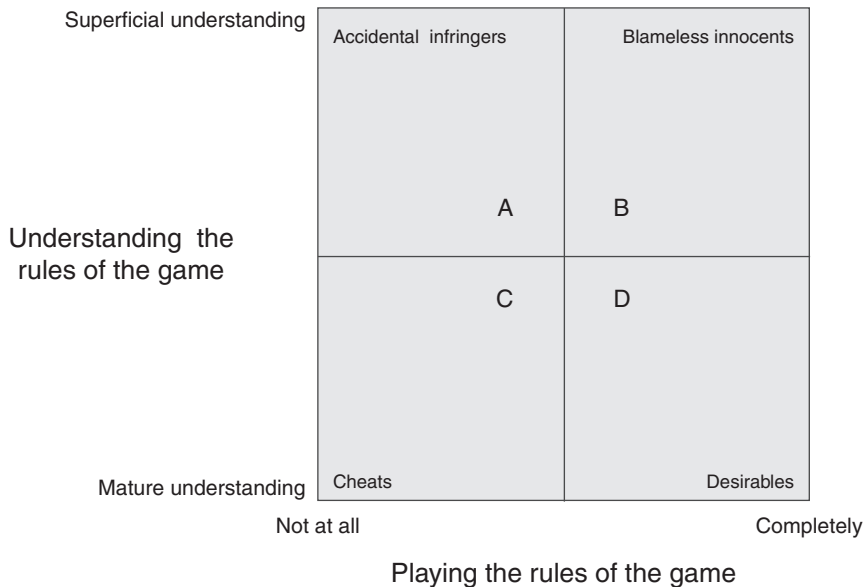 Superficial understanding
Accidental infringers
Blameless innocents
A
B
Understanding the
rules of the game
C
D
Mature understanding
Cheats
Desirables
Not at all
Completely
Playing the rules of the game